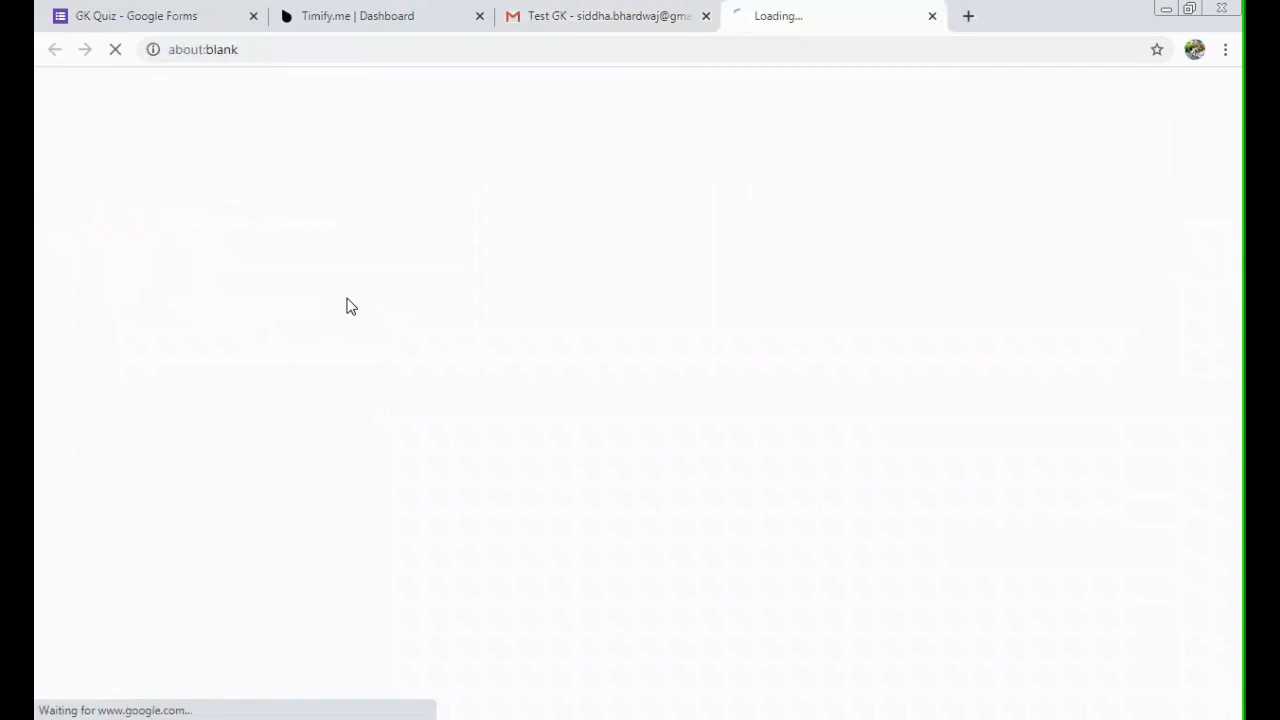 GK Quiz - Google Forms
Timify.me | Dashboard
Test GK - siddha.bhardwaj@gma
Loading...
about:blank
Waiting for www.google.com...